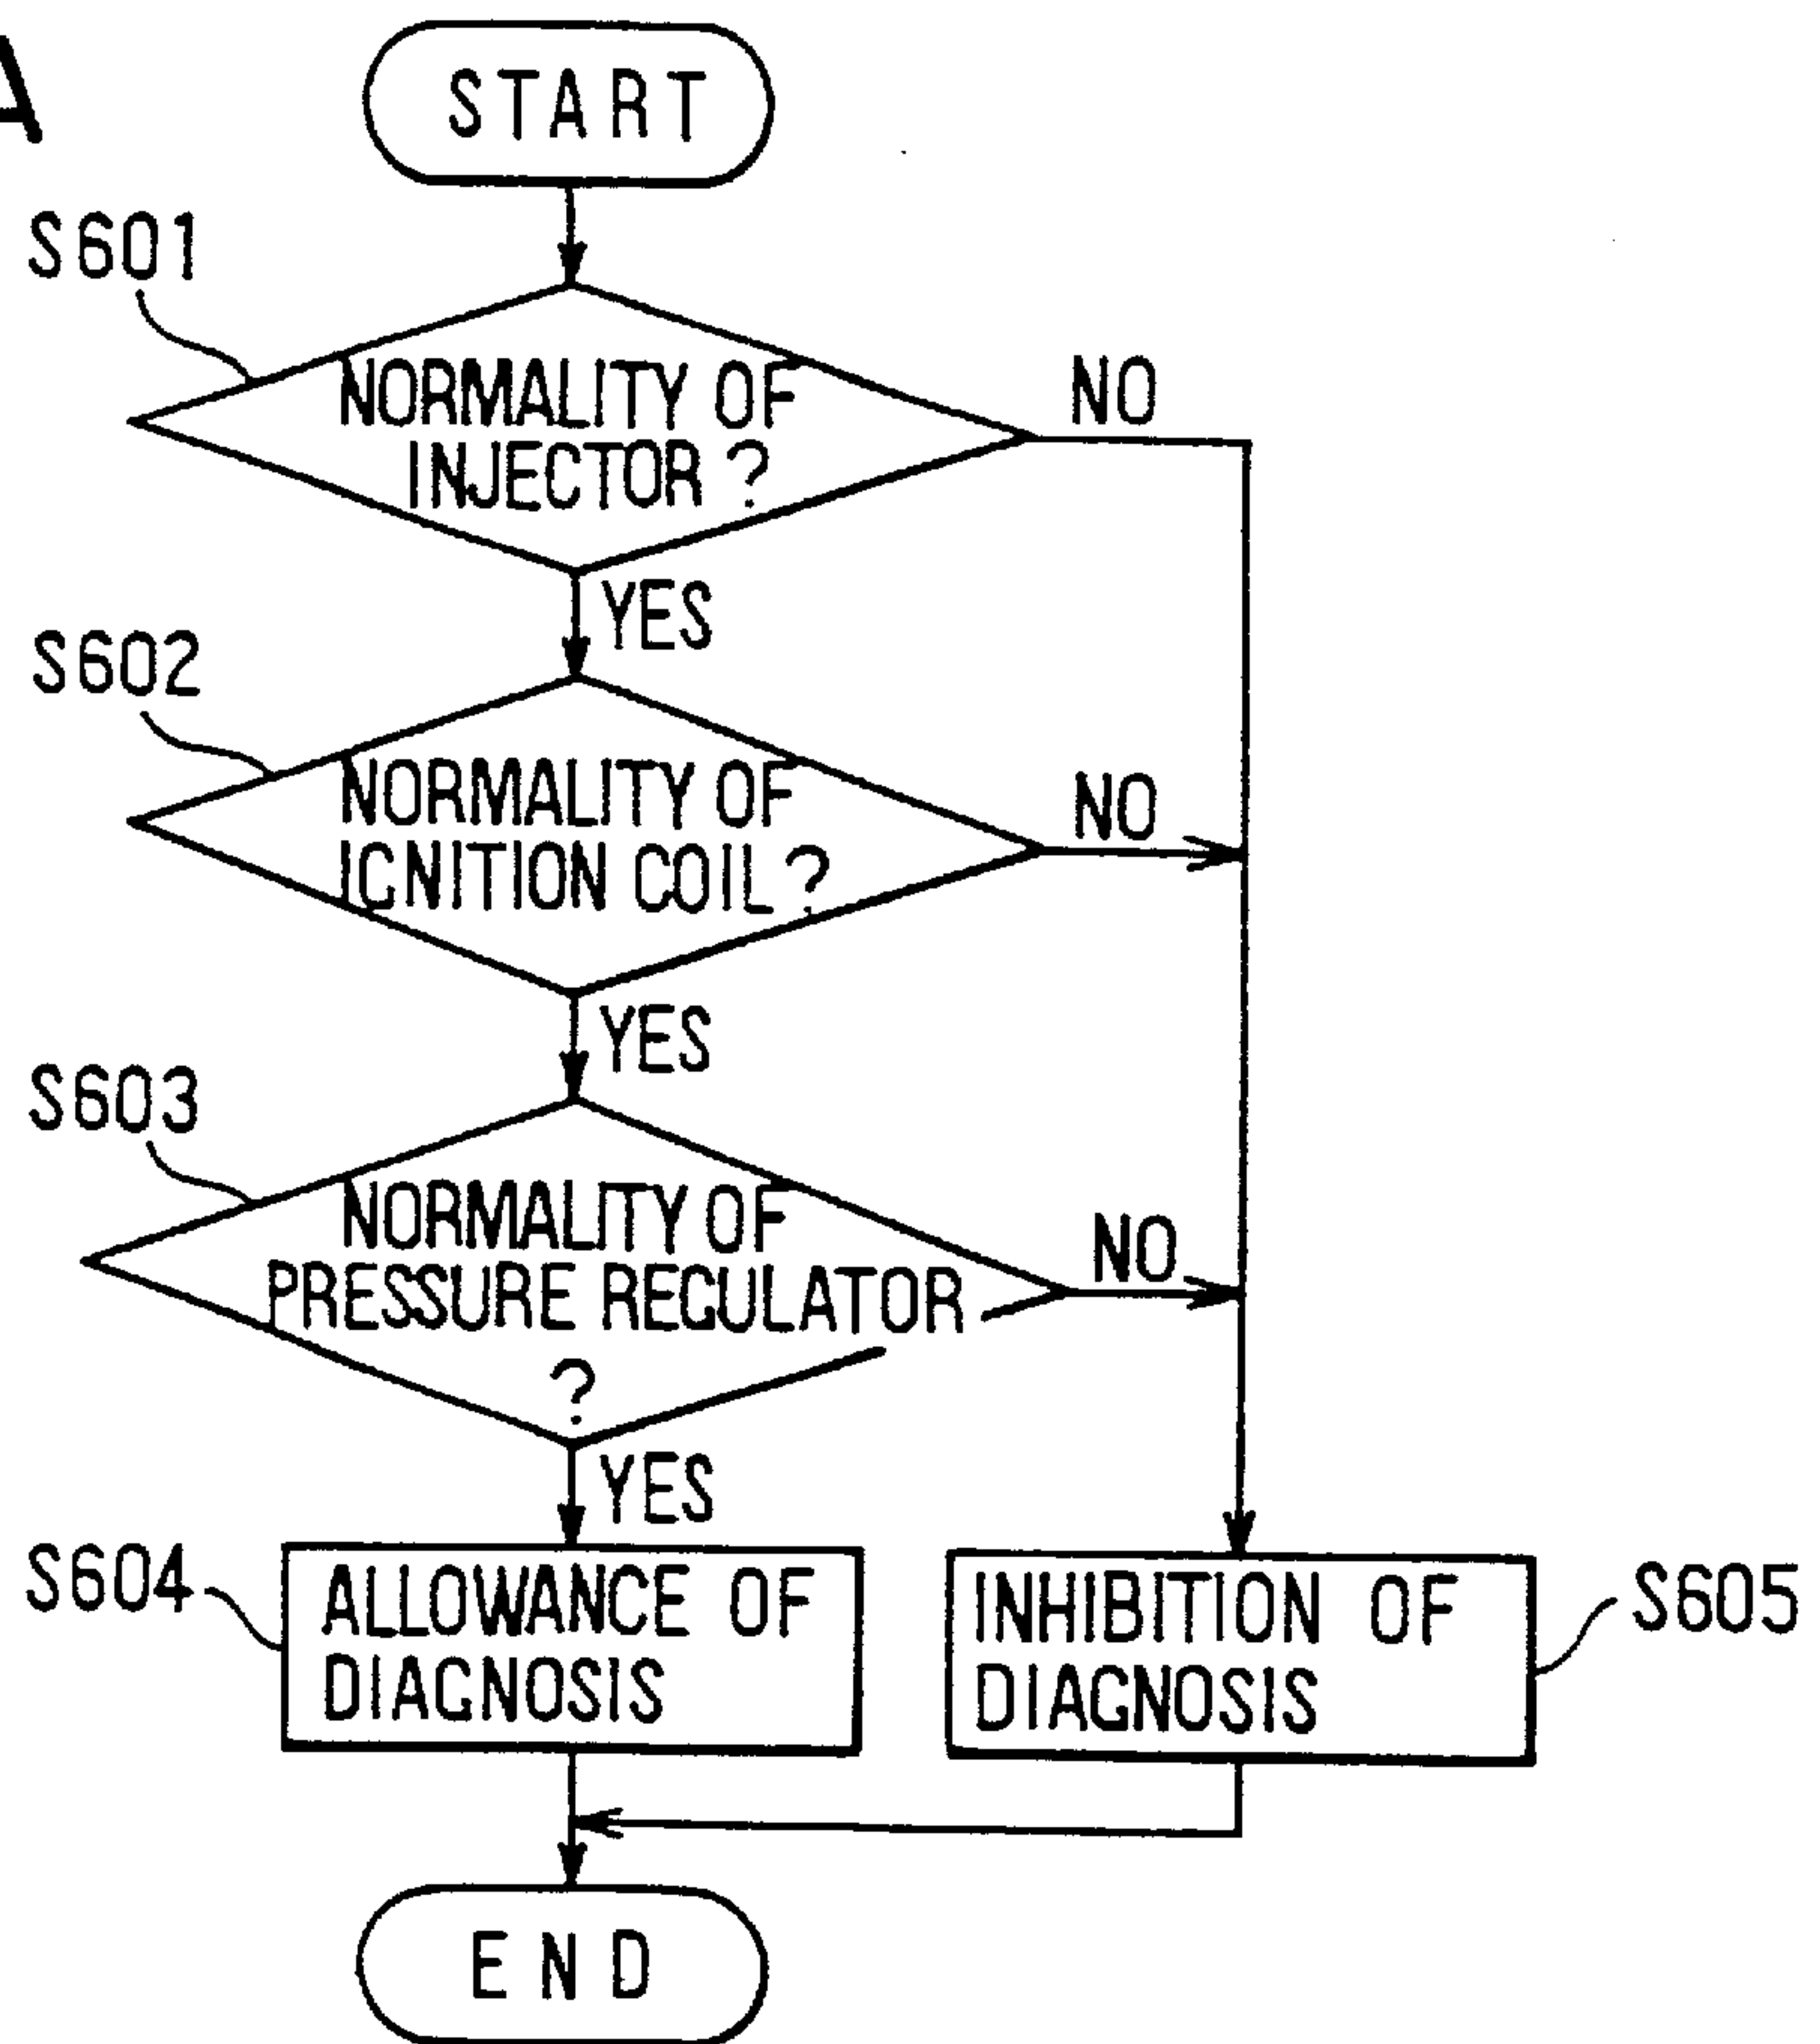 A
START
S601
NORMALITY OF
INJECTOR ?
NO
YES
S602
NORMALITY OF
IGNITION COIL ?
NO
YES
S603
NORMALITY OF
PRESSURE REGULATOR
?
NO
YES
S604
ALLOWANCE OF
DIAGNOSIS
INHIBITION OF
DIAGNOSIS
S605
END